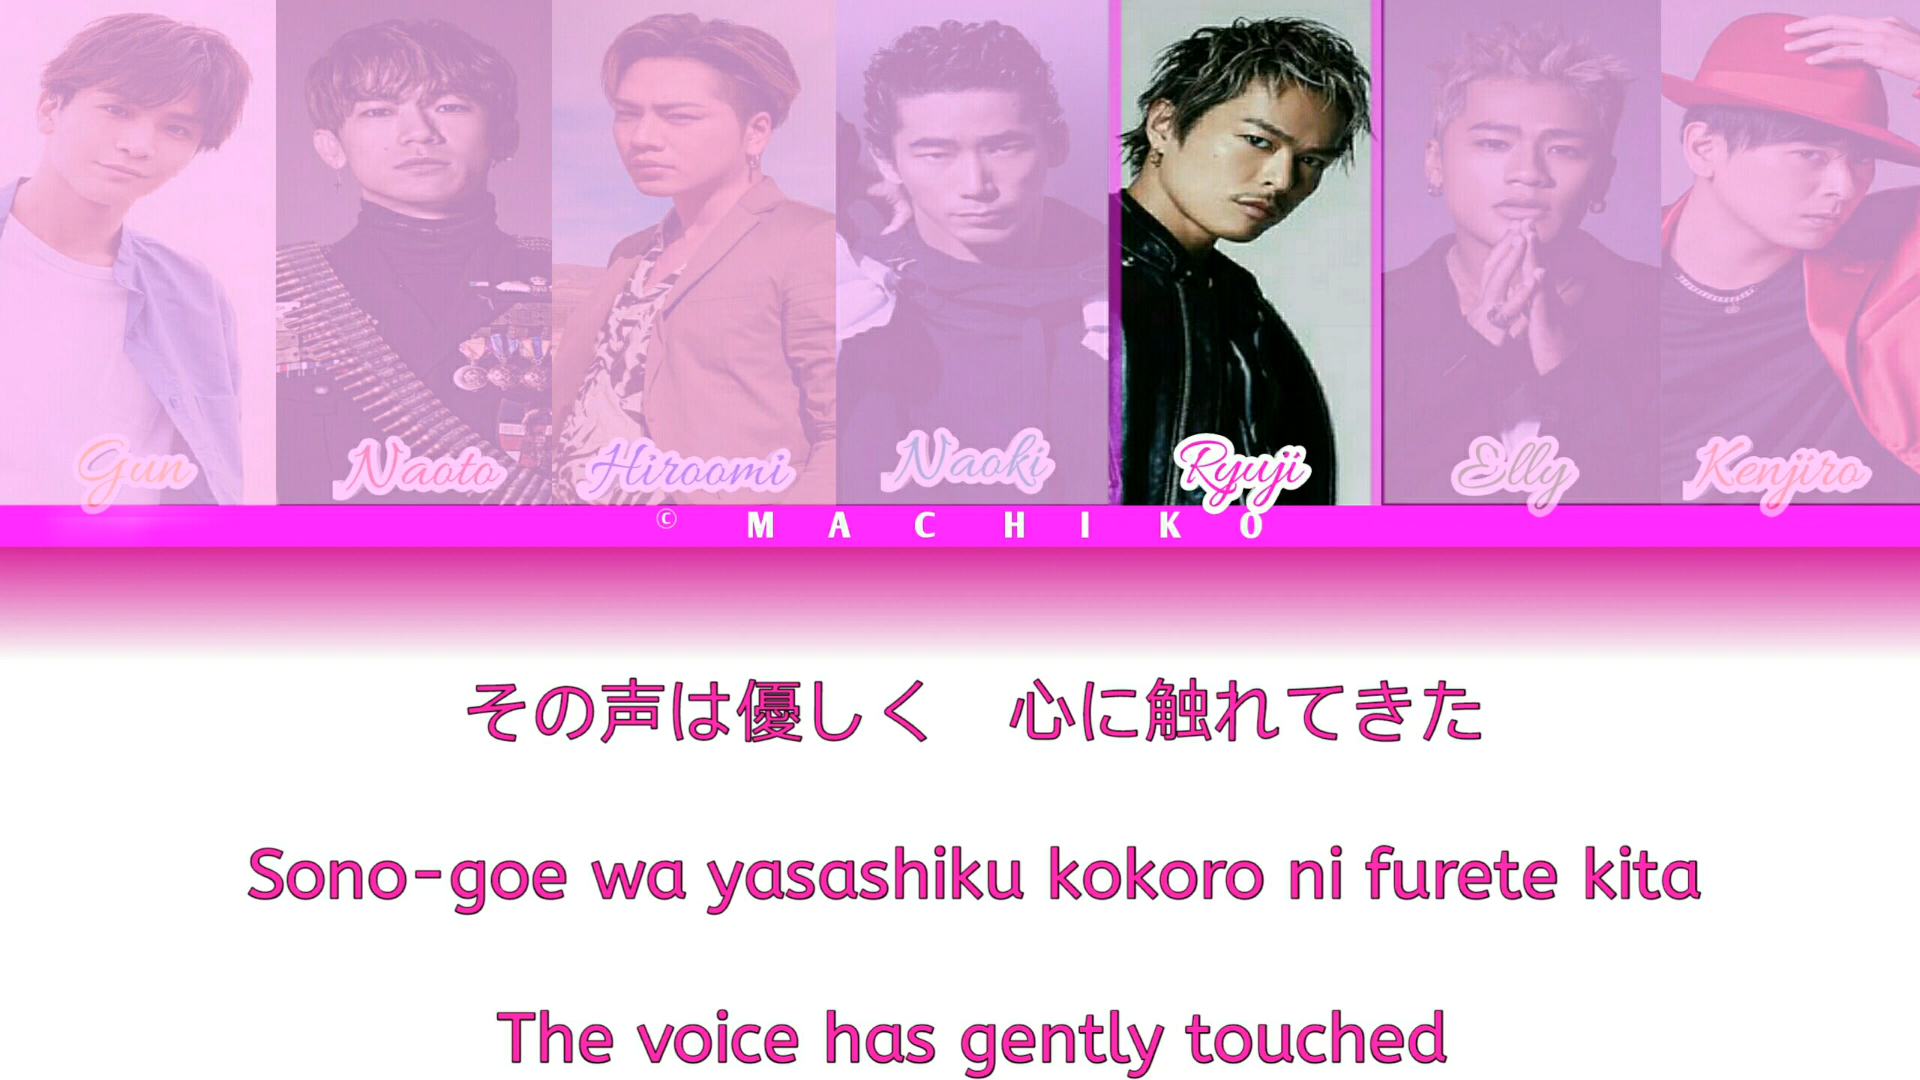 Gun Naoto Hiroomi Naoki Ryuji Elly Kenjiro
© MACHIKO
その声は優しく　心に触れてきた
Sono-goe wa yasashiku kokoro ni furete kita
The voice has gently touched